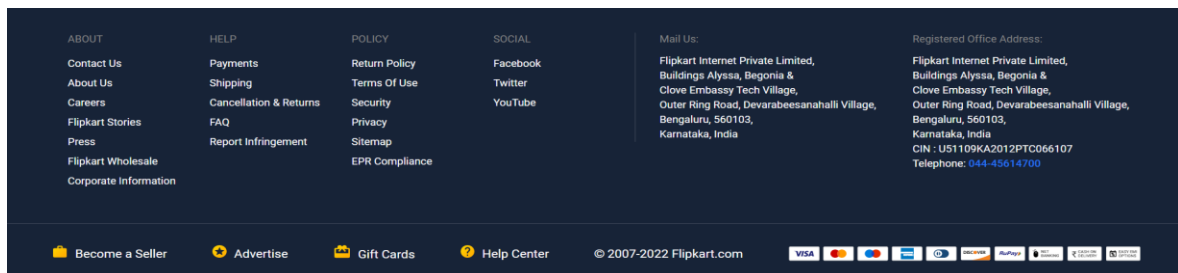 ABOUT
Contact Us
About Us
Careers
Flipkart Stories
Press
Flipkart Wholesale
Corporate Information
HELP
Payments
Shipping
Cancellation & Returns
FAQ
Report Infringement
POLICY
Return Policy
Terms Of Use
Security
Privacy
Sitemap
EPR Compliance
SOCIAL
Facebook
Twitter
YouTube
Mail Us:
Flipkart Internet Private Limited,
Buildings Alyssa, Begonia &
Clove Embassy Tech Village,
Outer Ring Road, Devarabeesanahalli Village,
Bengaluru, 560103,
Karnataka, India
Registered Office Address:
Flipkart Internet Private Limited,
Buildings Alyssa, Begonia &
Clove Embassy Tech Village,
Outer Ring Road, Devarabeesanahalli Village,
Bengaluru, 560103,
Karnataka, India
CIN : U51109KA2012PTC066107
Telephone: 044-45614700
Become a Seller
Advertise
Gift Cards
Help Center
© 2007-2022 Flipkart.com
VISA
DISCOVER
RuPay